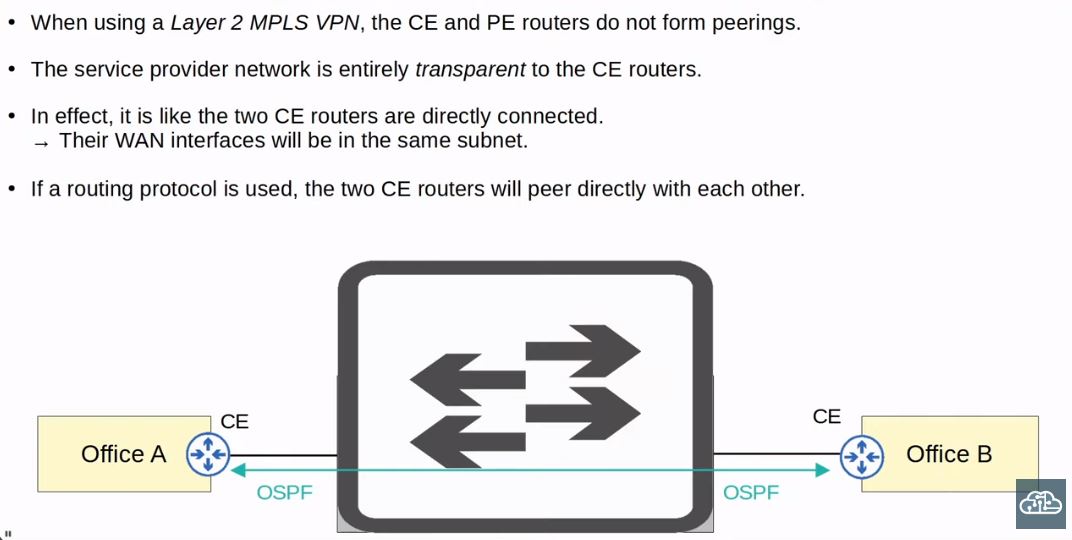 • When using a Layer 2 MPLS VPN, the CE and PE routers do not form peerings.
• The service provider network is entirely transparent to the CE routers.
• In effect, it is like the two CE routers are directly connected.
→ Their WAN interfaces will be in the same subnet.
• If a routing protocol is used, the two CE routers will peer directly with each other.
CE
CE
Office A
Office B
OSPF
OSPF
."